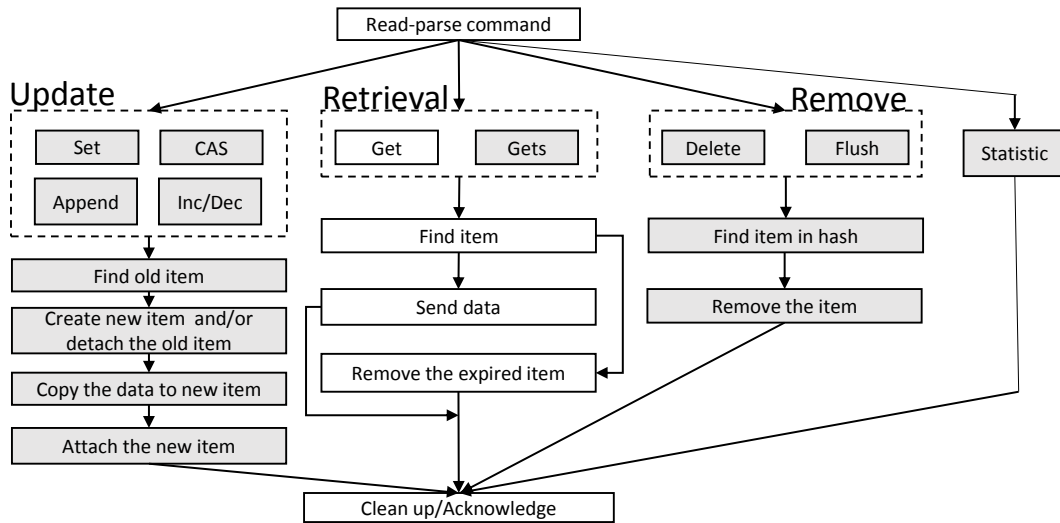 Read-parse command
Update
Retrieval
Remove
Set
CAS
Get
Gets
Delete
Flush
Statistic
Append
Inc/Dec
Find old item
Create new item and/or
detach the old item
Copy the data to new item
Attach the new item
Find item
Send data
Remove the expired item
Find item in hash
Remove the item
Clean up/Acknowledge